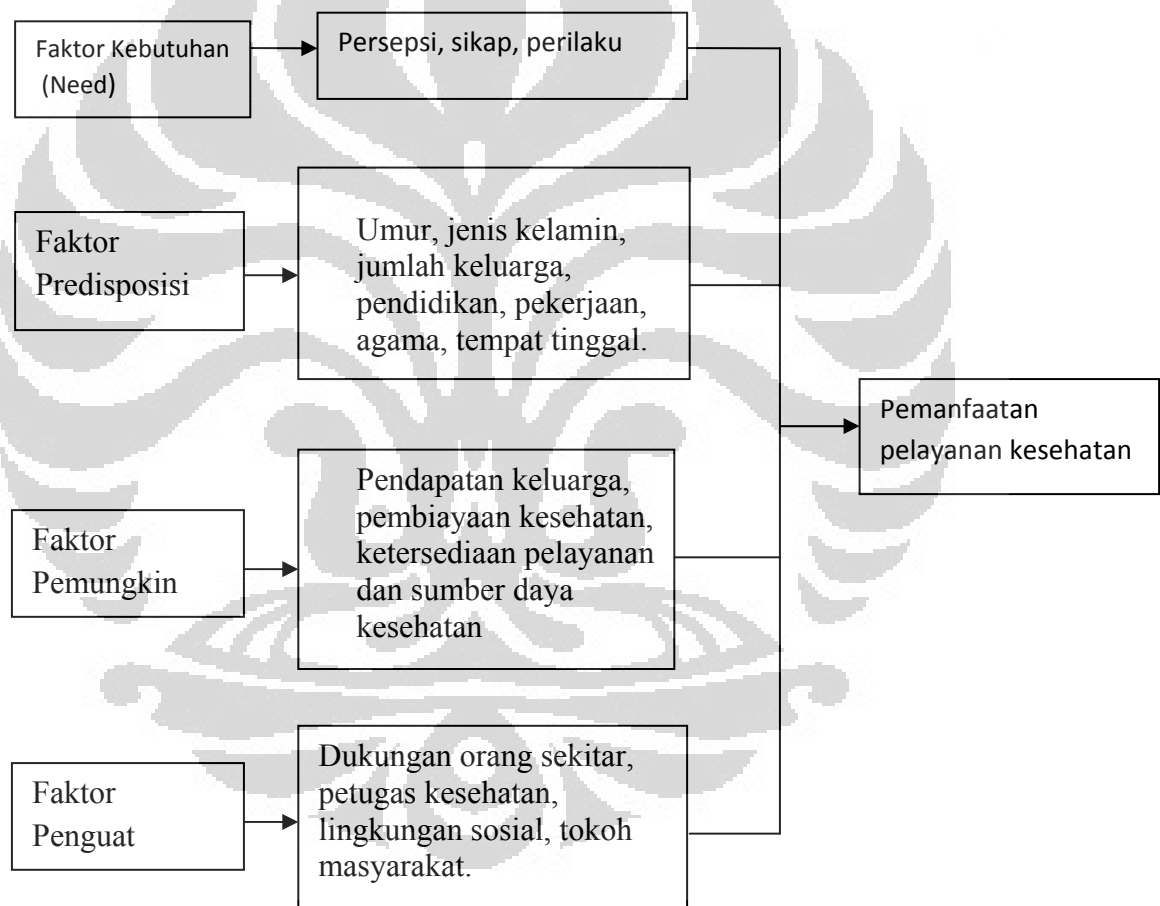 Faktor Kebutuhan
(Need)
Persepsi, sikap, perilaku
Faktor
Predisposisi
Umur, jenis kelamin,
jumlah keluarga,
pendidikan, pekerjaan,
agama, tempat tinggal.
Pemanfaatan
pelayanan kesehatan
Faktor
Pemungkin
Pendapatan keluarga,
pembiayaan kesehatan,
ketersediaan pelayanan
dan sumber daya
kesehatan
Faktor
Penguat
Dukungan orang sekitar,
petugas kesehatan,
lingkungan sosial, tokoh
masyarakat.